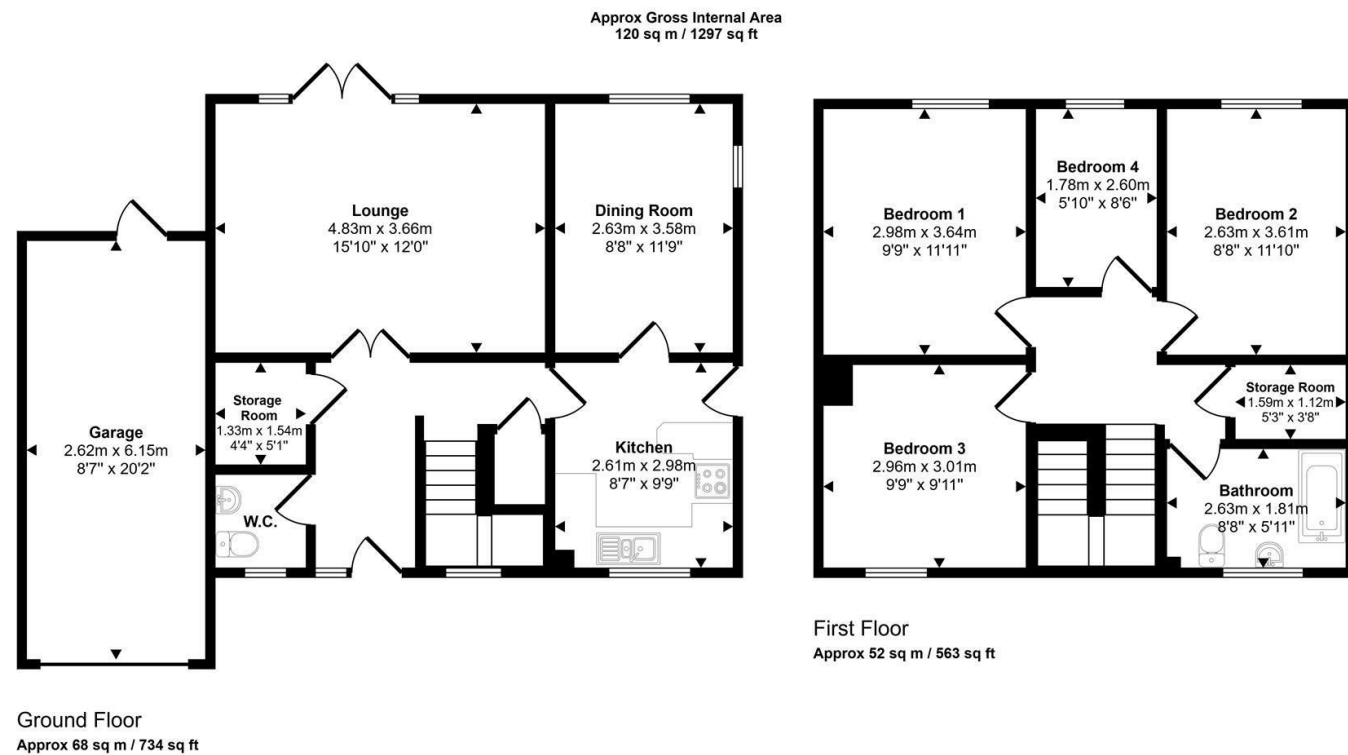 Approx Gross Internal Area
120 sq m / 1297 sq ft
Lounge
4.83m x 3.66m
15'10" x 12'0"
Dining Room
2.63m x 3.58m
8'8" x 11'9"
Storage
Room
1.33m x 1.54m
4'4" x 5'1"
Garage
2.62m x 6.15m
8'7" x 20'2"
W.C.
Kitchen
2.61m x 2.98m
8'7" x 9'9"
Ground Floor
Approx 68 sq m / 734 sq ft
Bedroom 1
2.98m x 3.64m
9'9" x 11'11"
Bedroom 4
1.78m x 2.60m
5'10" x 8'6"
Bedroom 2
2.63m x 3.61m
8'8" x 11'10"
Bedroom 3
2.96m x 3.01m
9'9" x 9'11"
Storage Room
1.59m x 1.12m
5'3" x 3'8"
Bathroom
2.63m x 1.81m
8'8" x 5'11"
First Floor
Approx 52 sq m / 563 sq ft